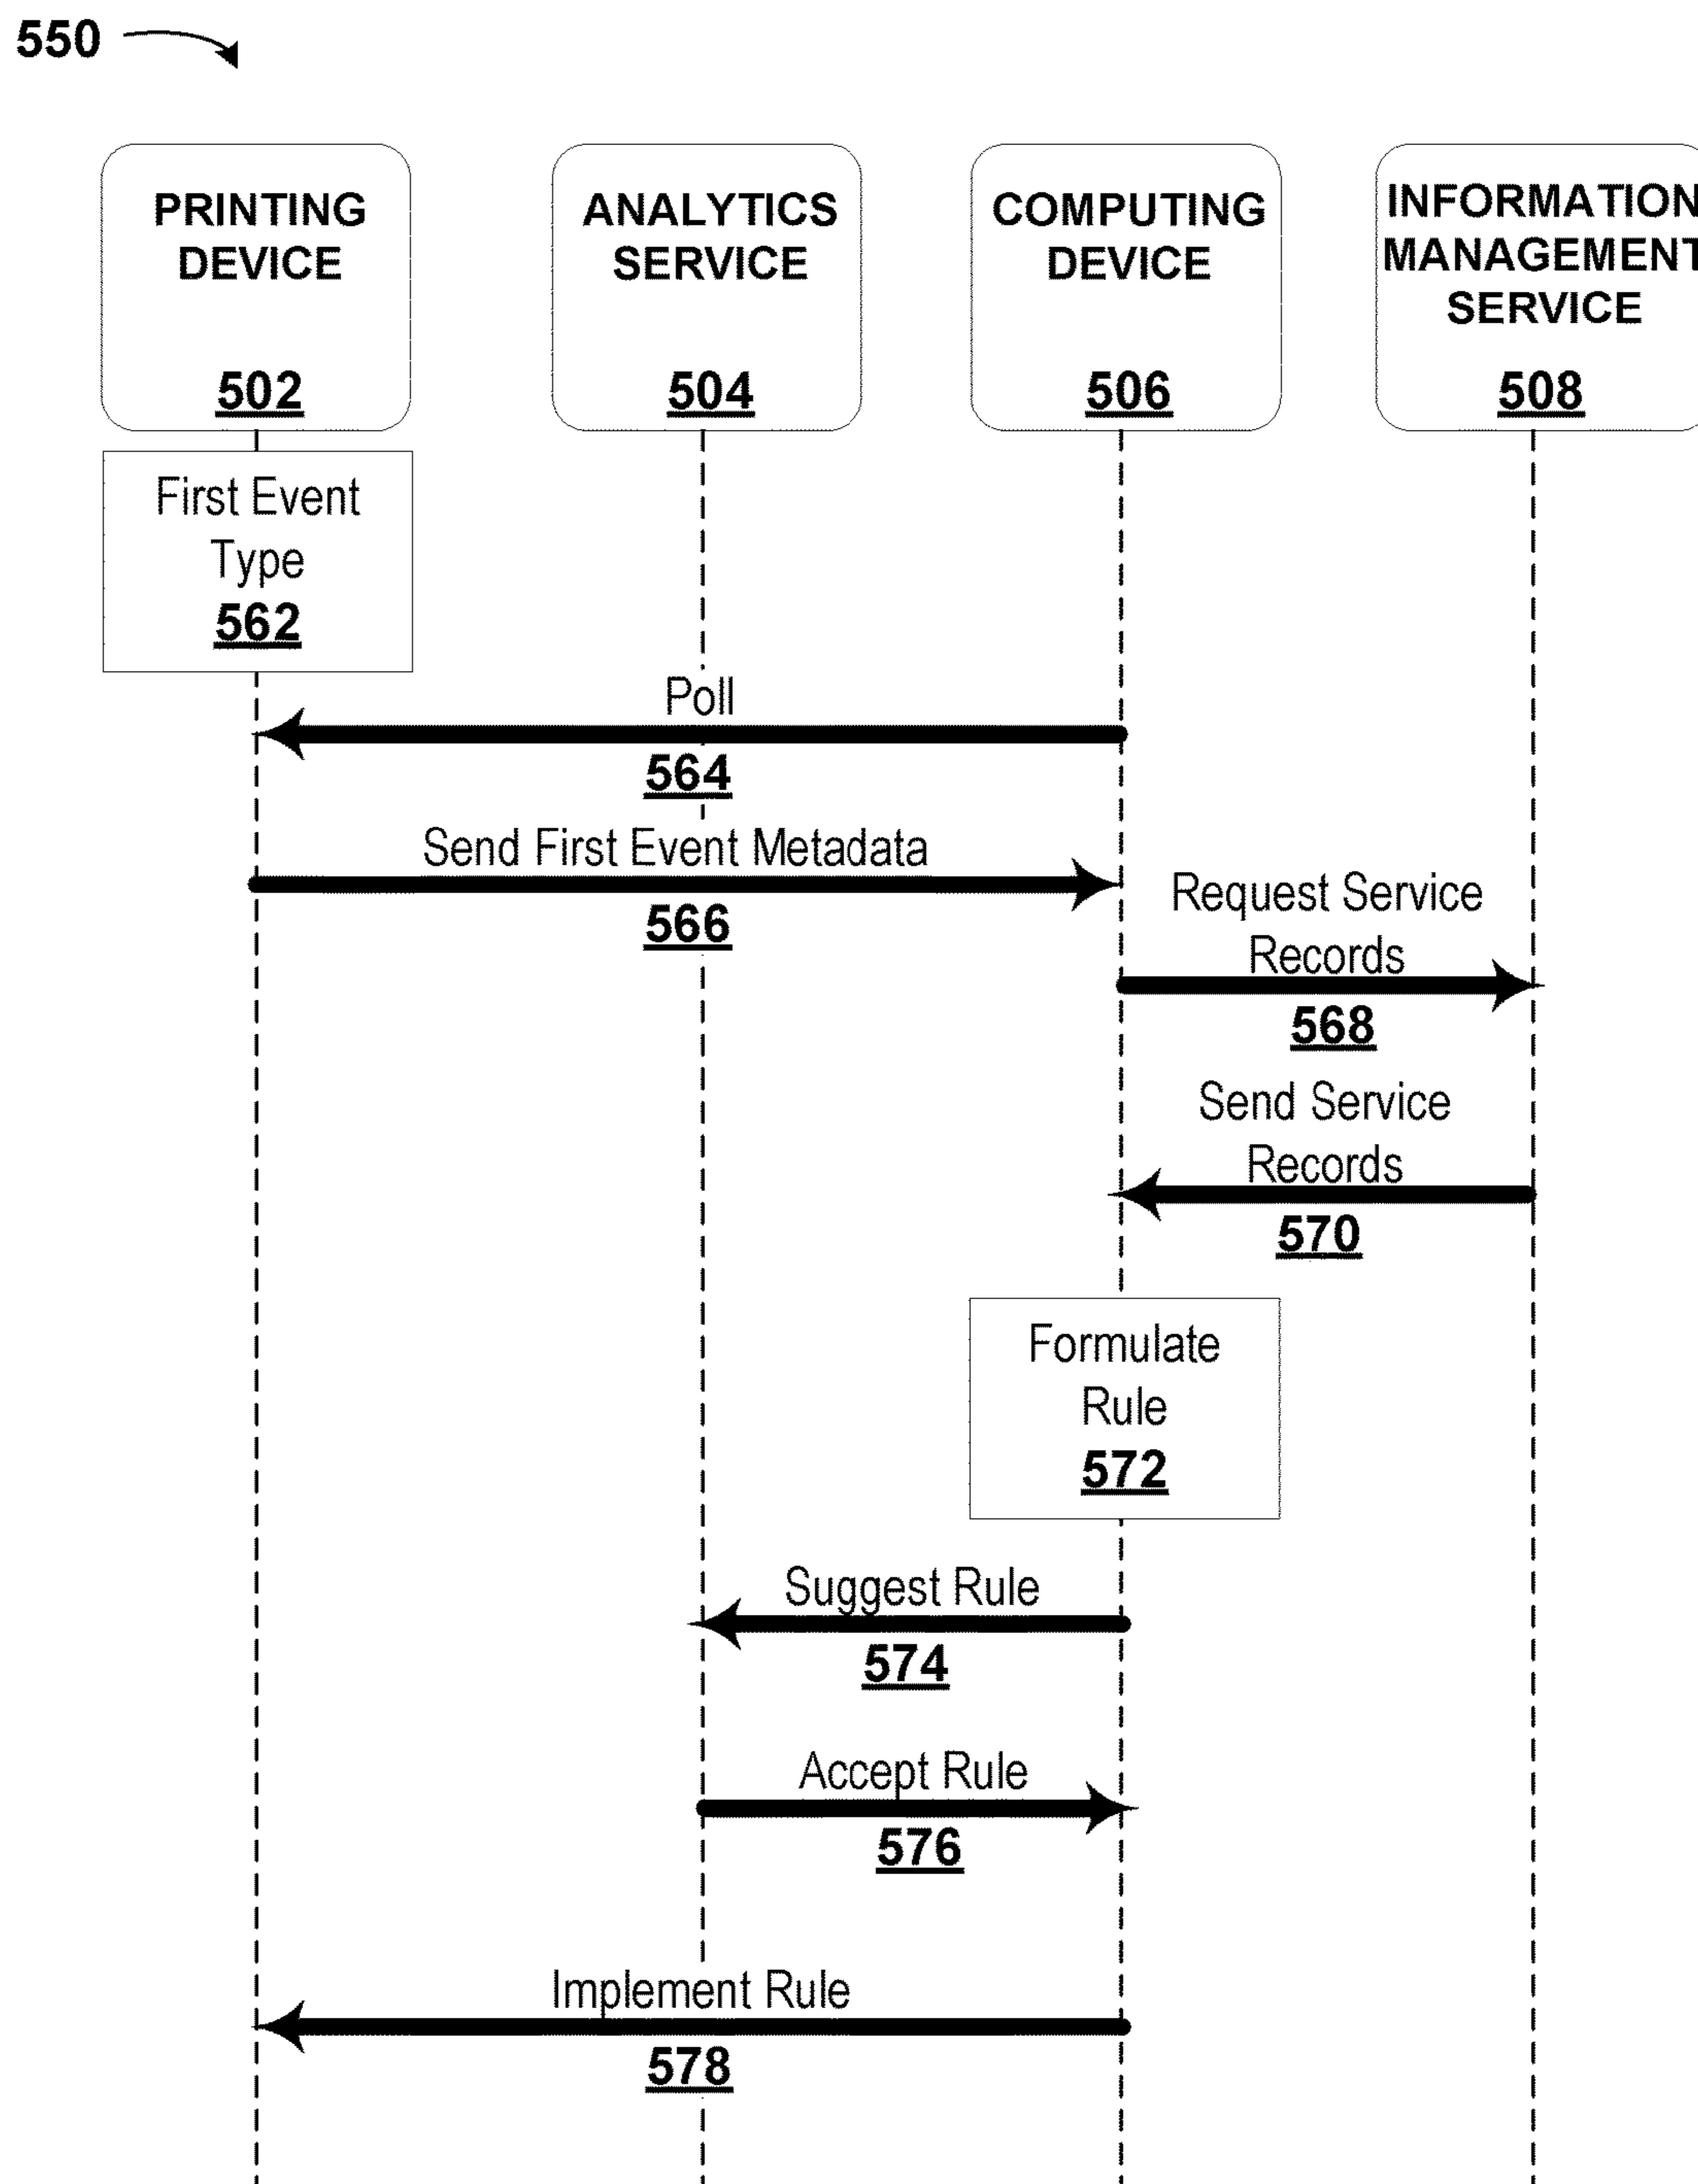 550
PRINTING
DEVICE
502
ANALYTICS
SERVICE
504
COMPUTING
DEVICE
506
INFORMATION
MANAGEMENT
SERVICE
508
First Event
Type
562
Poll
564
Send First Event Metadata
566
Request Service
Records
568
Send Service
Records
570
Formulate
Rule
572
Suggest Rule
574
Accept Rule
576
Implement Rule
578